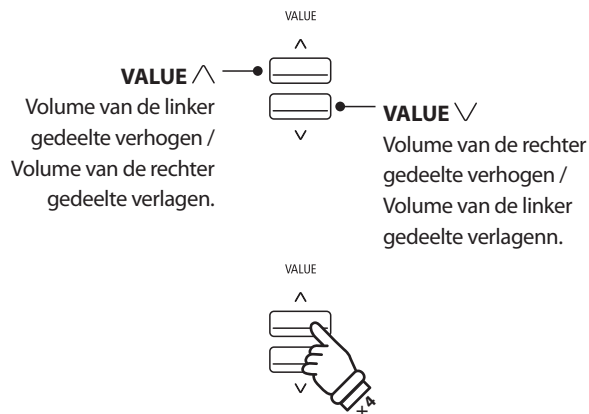 VALUE
VALUE ∧
Volume van de linker
gedeelte verhogen /
Volume van de rechter
gedeelte verlagen.
VALUE ∨
Volume van de rechter
gedeelte verhogen /
Volume van de linker
gedeelte verlagenn.
VALUE
×4